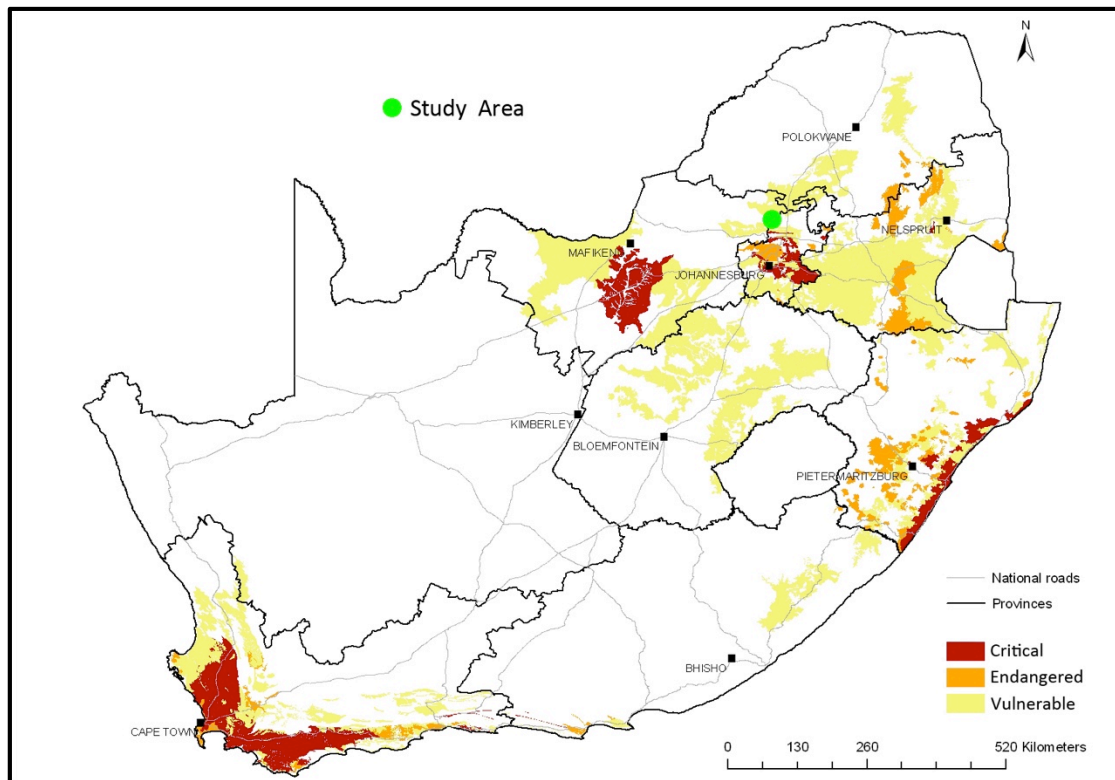 N
Study Area
POLOKWANE
NELSPRUIT
MAFIKENG
JOHANNESBURG
KIMBERLEY
BLOEMFONTEIN
PIETERMARITZBURG
National roads
Provinces
Critical
Endangered
Vulnerable
BHISHO
CAPE TOWN
0 130 260 520 Kilometers